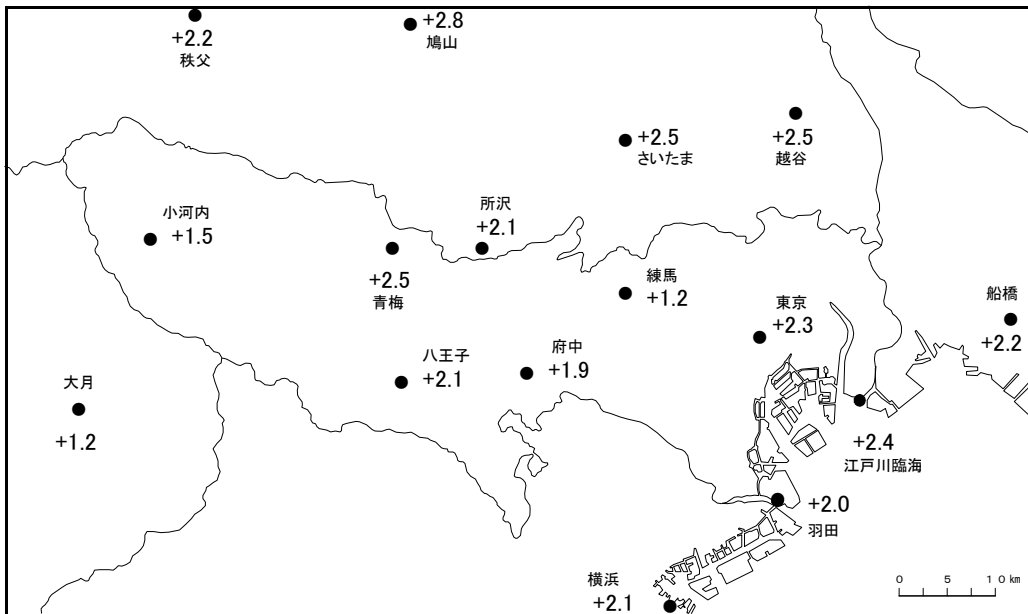 +2.2
秩父
+2.8
鳩山
+2.5
さいたま
+2.5
越谷
小河内
+1.5
所沢
+2.1
+2.5
青梅
練馬
+1.2
東京
+2.3
船橋
+2.2
大月
+1.2
八王子
+2.1
府中
+1.9
+2.4
江戸川臨海
+2.0
羽田
横浜
+2.1
0 5 10km